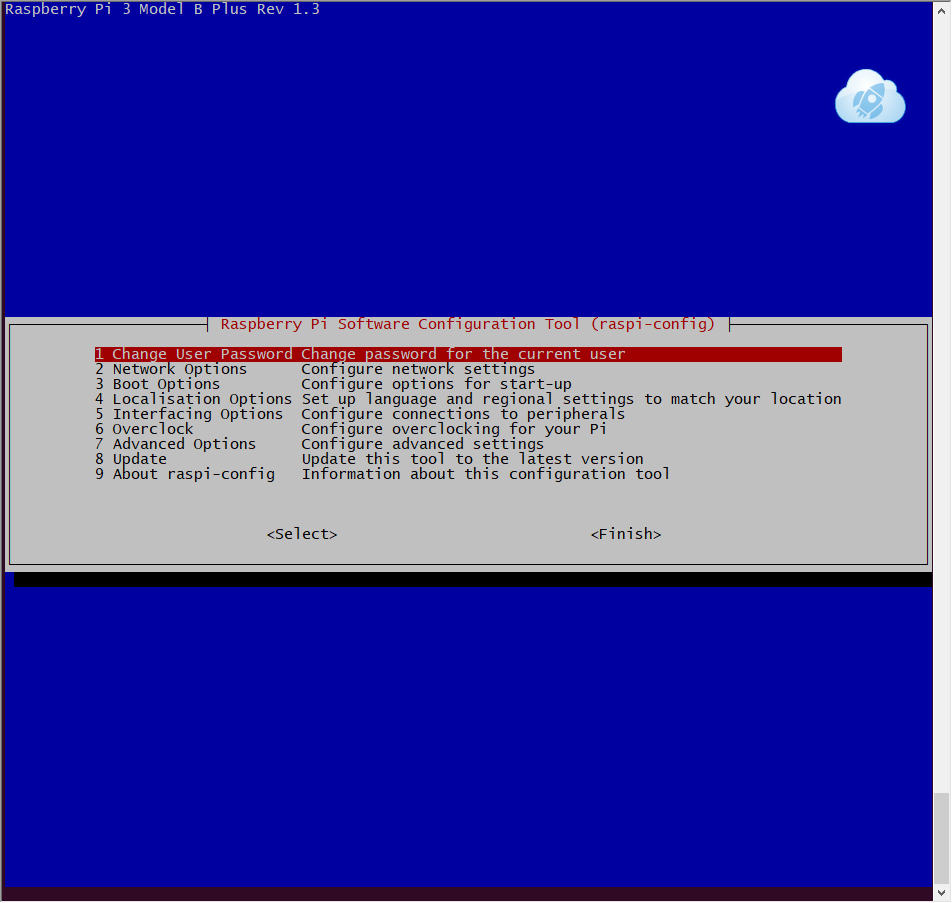 Raspberry Pi 3 Model B Plus Rev 1.3
Raspberry Pi Software Configuration Tool (raspi-config)
1 Change User Password Change password for the current user
2 Network Options Configure network settings
3 Boot Options Configure options for start-up
4 Localisation Options Set up language and regional settings to match your location
5 Interfacing Options Configure connections to peripherals
6 Overclock Configure overclocking for your Pi
7 Advanced Options Configure advanced settings
8 Update Update this tool to the latest version
9 About raspi-config Information about this configuration tool
<Select> <Finish>